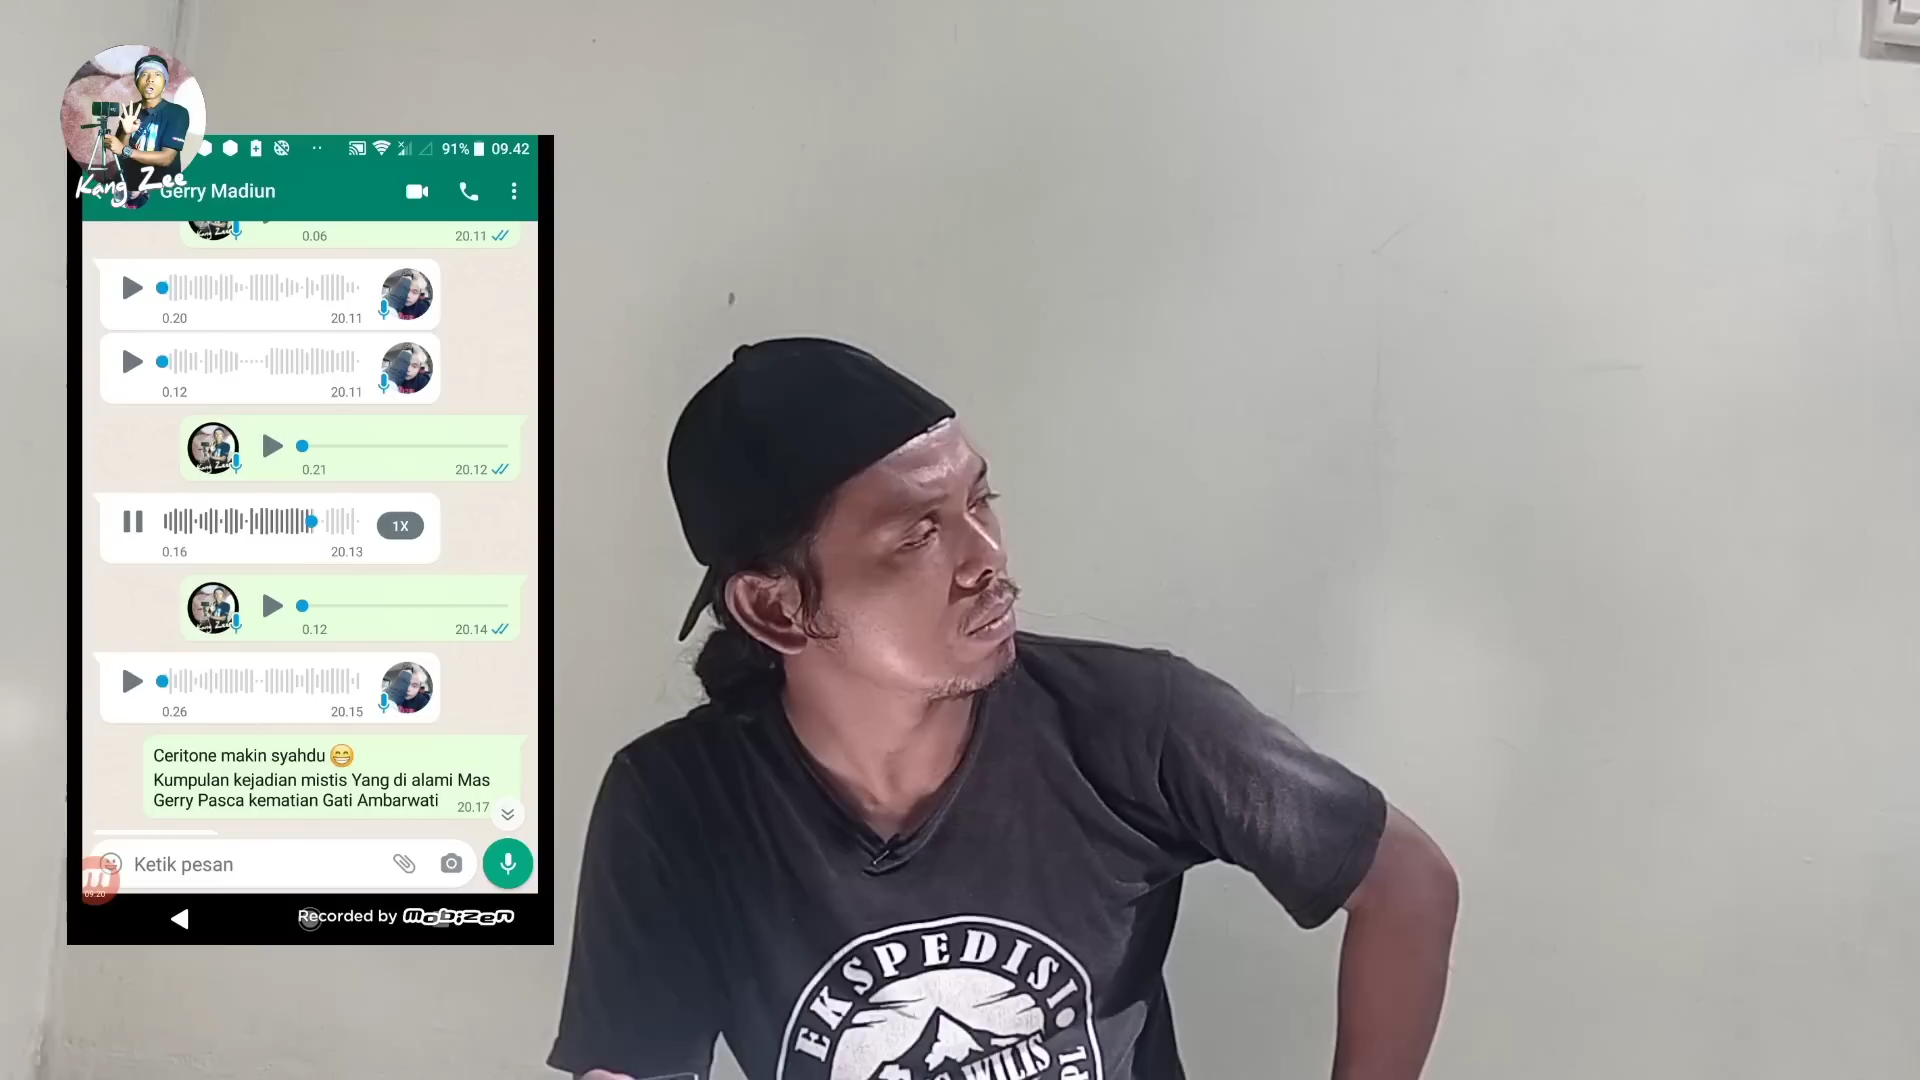 Kang Zee
91% 09.42
Gerry Madiun
0.06 20.11
0.20 20.11
0.12 20.11
0.21 20.12
1X
0.16 20.13
0.12 20.14
0.26 20.15
Ceritone makin syahdu 😁
Kumpulan kejadian mistis Yang di alami Mas
Gerry Pasca kematian Gati Ambarwati 20.17
Ketik pesan
09:20
Recorded by Mobizen
EKSPEDISI
WILIS